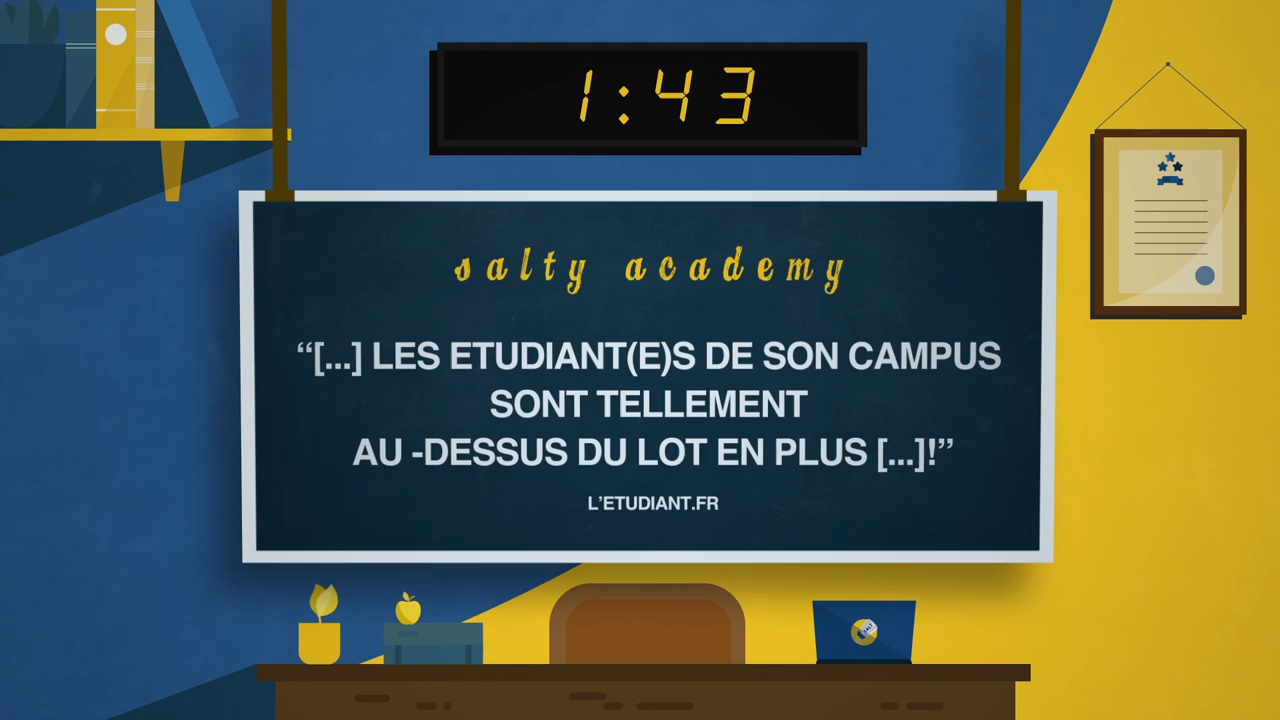 1:43
salty academy
“[...] LES ETUDIANT(E)S DE SON CAMPUS
SONT TELLEMENT
AU -DESSUS DU LOT EN PLUS [...]!”
L’ETUDIANT.FR